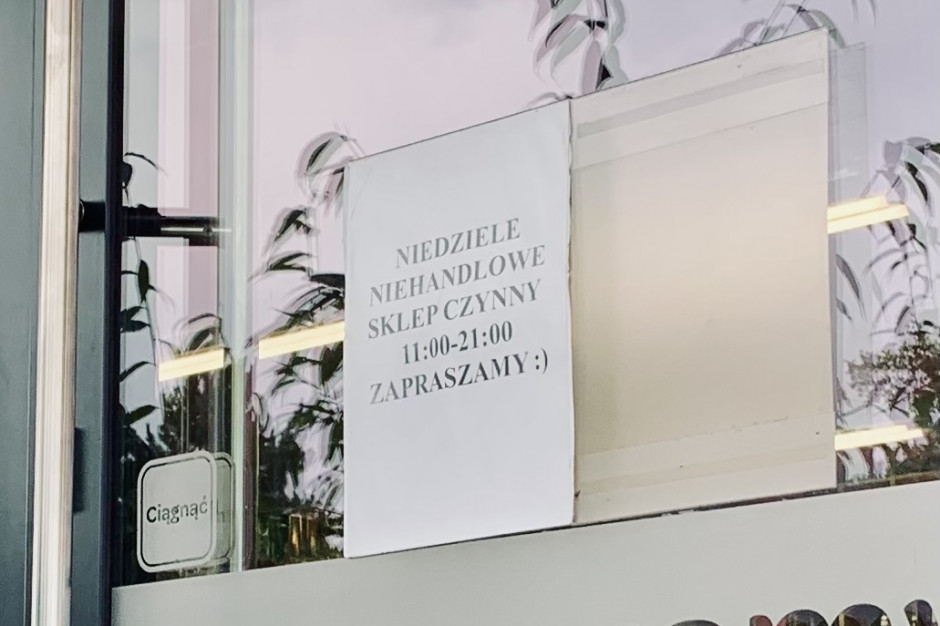 NIEDZIELE
NIEHANDLOWE
SKLEP CZYNNY
11:00-21:00
ZAPRASZAMY :)
Ciągnąć